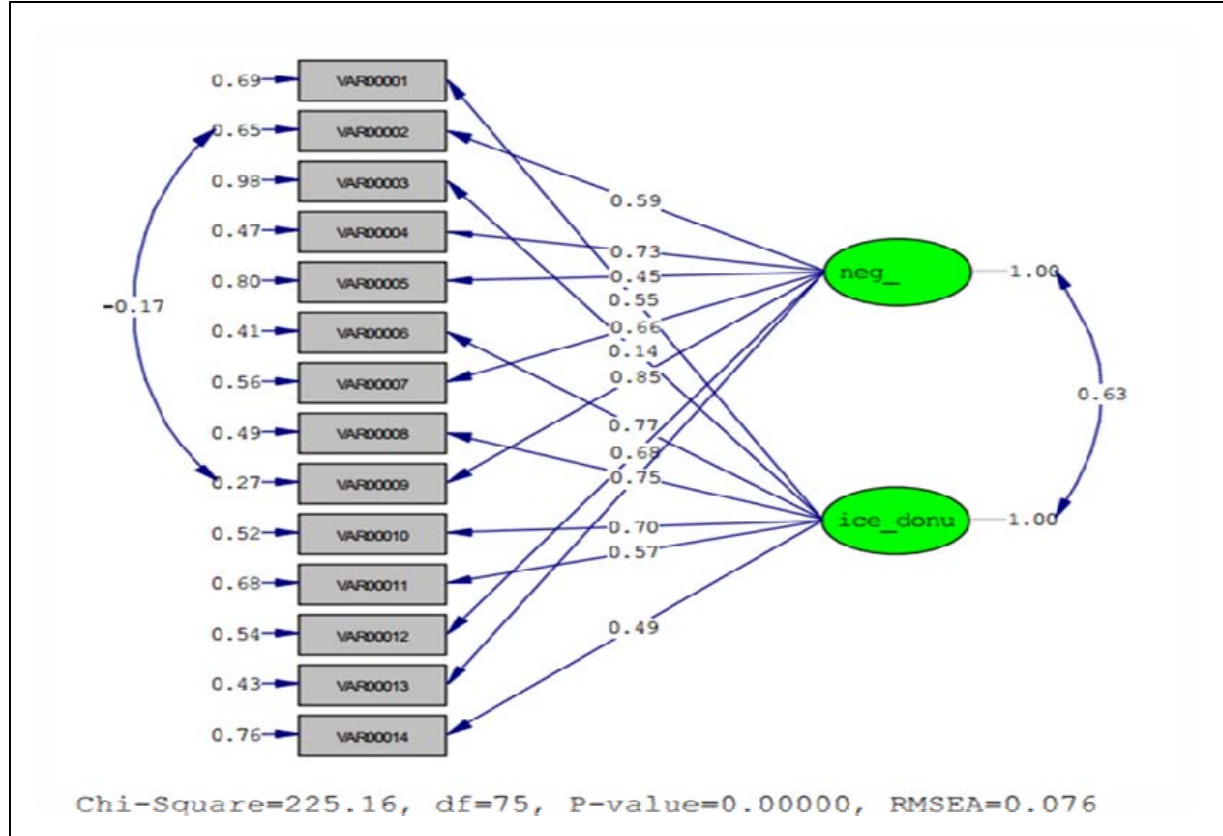 0.69 VAR00001
0.65 VAR00002
0.98 VAR00003
0.47 VAR00004
0.80 VAR00005
0.41 VAR00006
0.56 VAR00007
0.49 VAR00008
0.27 VAR00009
0.52 VAR00010
0.68 VAR00011
0.54 VAR00012
0.43 VAR00013
0.76 VAR00014
-0.17
0.59
0.73
0.45
0.55
0.66
0.14
0.85
0.77
0.68
0.75
0.70
0.57
0.49
neg_ 1.00
ice_donu 1.00
0.63
Chi-Square=225.16, df=75, P-value=0.00000, RMSEA=0.076